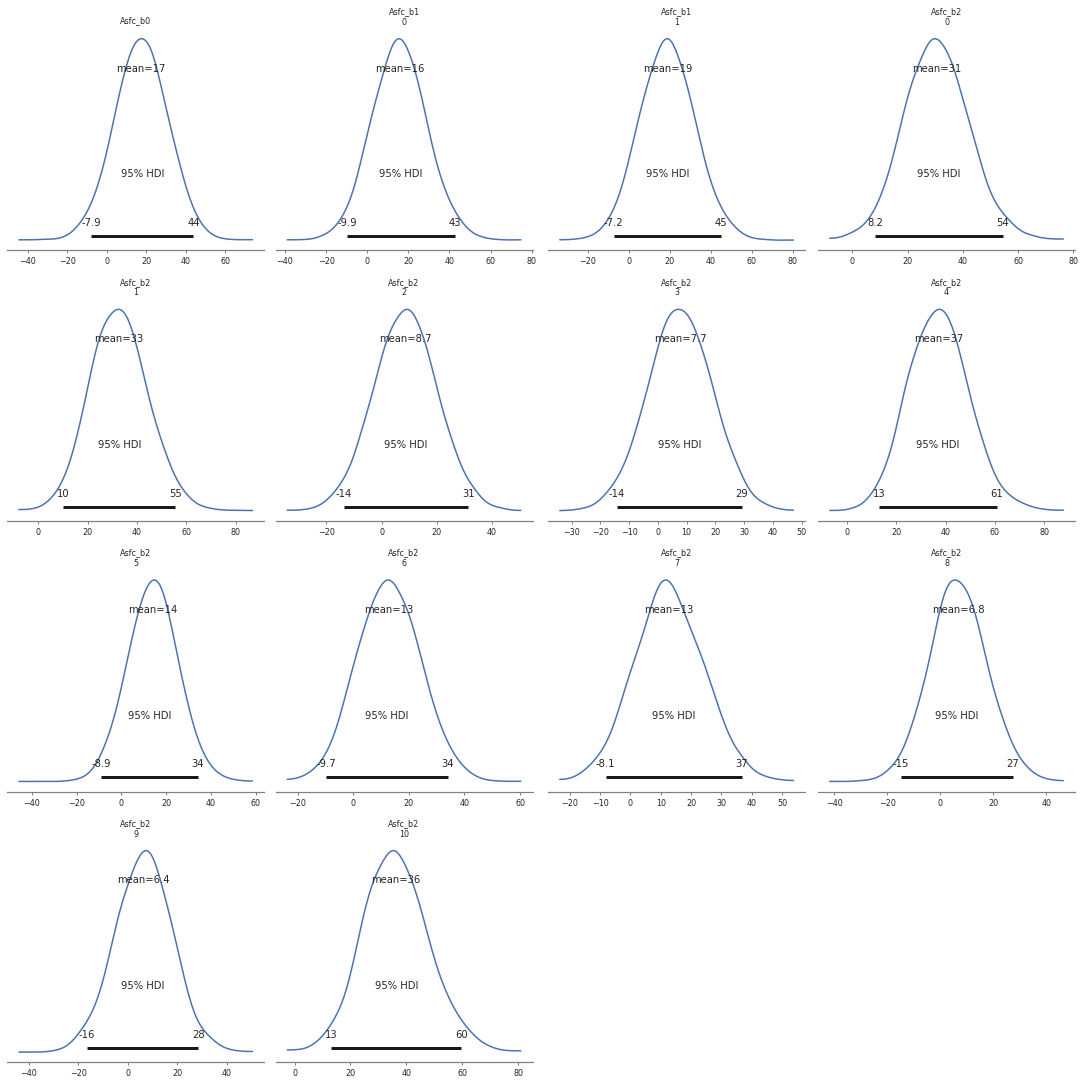 Asfc_b0
mean=17
95% HDI
-7.9 44
−40 −20 0 20 40 60
Asfc_b1
0
mean=16
95% HDI
-9.9 43
−40 −20 0 20 40 60 80
Asfc_b1
1
mean=19
95% HDI
-7.2 45
−20 0 20 40 60 80
Asfc_b2
0
mean=31
95% HDI
8.2 54
0 20 40 60 80
Asfc_b2
1
mean=33
95% HDI
10 55
0 20 40 60 80
Asfc_b2
2
mean=8.7
95% HDI
-14 31
−20 0 20 40
Asfc_b2
3
mean=7.7
95% HDI
-14 29
−30 −20 −10 0 10 20 30 40 50
Asfc_b2
4
mean=37
95% HDI
13 61
0 20 40 60 80
Asfc_b2
5
mean=14
95% HDI
-8.9 34
−40 −20 0 20 40 60
Asfc_b2
6
mean=13
95% HDI
-9.7 34
−20 0 20 40 60
Asfc_b2
7
mean=13
95% HDI
-8.1 37
−20 −10 0 10 20 30 40 50
Asfc_b2
8
mean=6.8
95% HDI
-15 27
−40 −20 0 20 40
Asfc_b2
9
mean=6.4
95% HDI
-16 28
−40 −20 0 20 40
Asfc_b2
10
mean=36
95% HDI
13 60
0 20 40 60 80